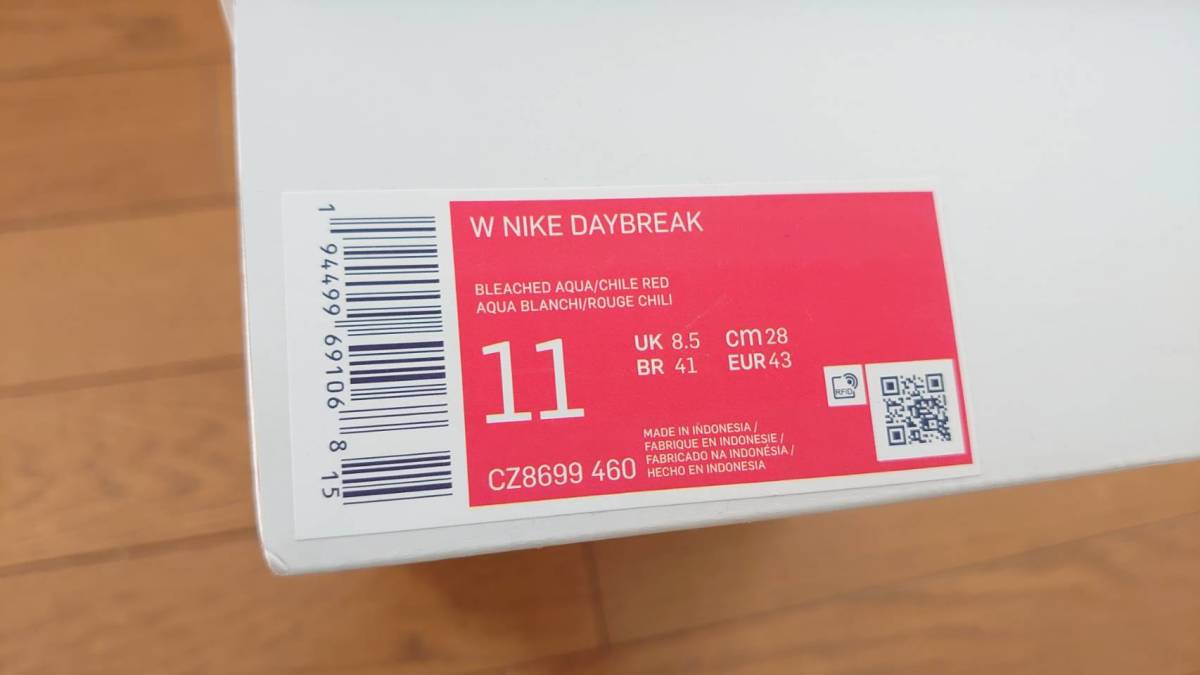 1 94499 69106 8 15
W NIKE DAYBREAK
BLEACHED AQUA/CHILE RED
AQUA BLANCHI/ROUGE CHILI
11
UK 8.5 cm 28
BR 41 EUR 43
RFID
CZ8699 460
MADE IN INDONESIA /
FABRIQUE EN INDONESIE /
FABRICADO NA INDONÉSIA /
HECHO EN INDONESIA